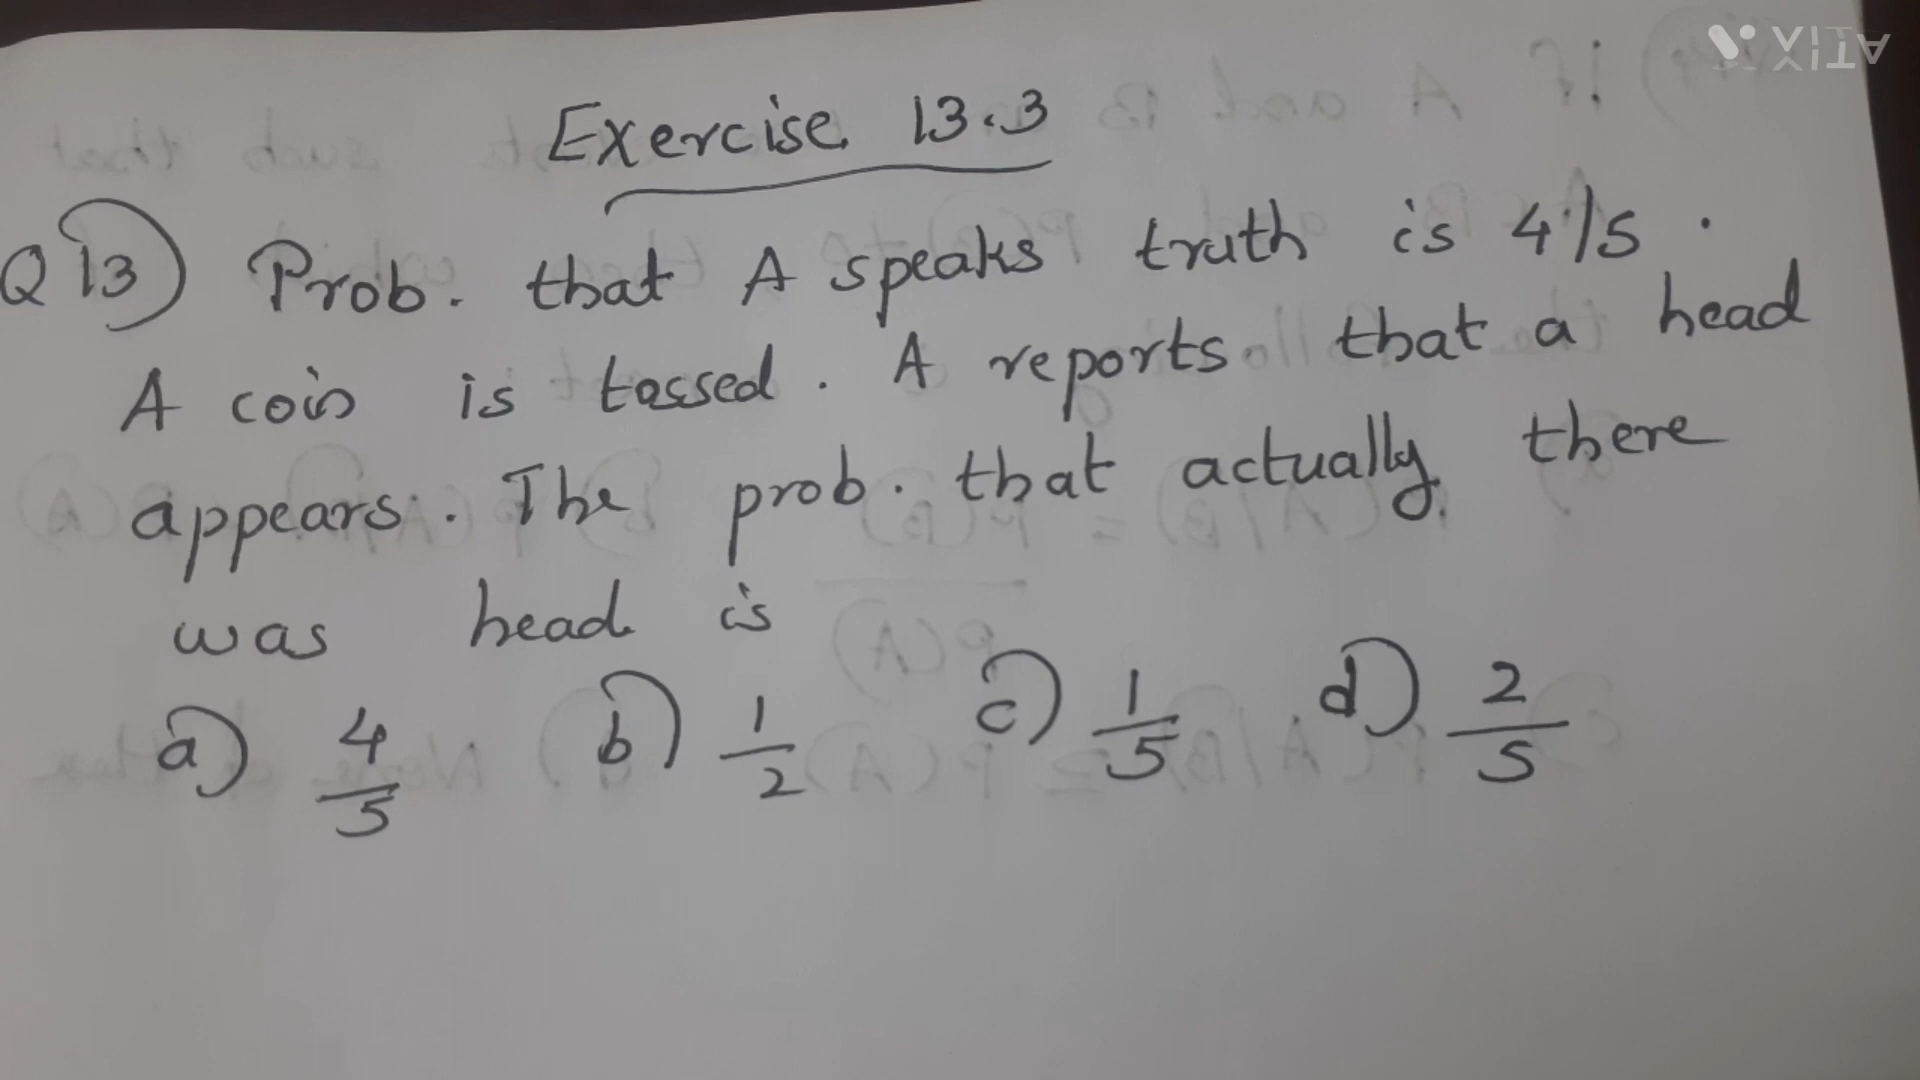 VITA
Exercise 13.3
Q13) Prob. that A speaks truth is 4/5.
A coin is tossed. A reports that a head
appears. The prob. that actually there
was head is
a) 4/5 b) 1/2 c) 1/5 d) 2/5